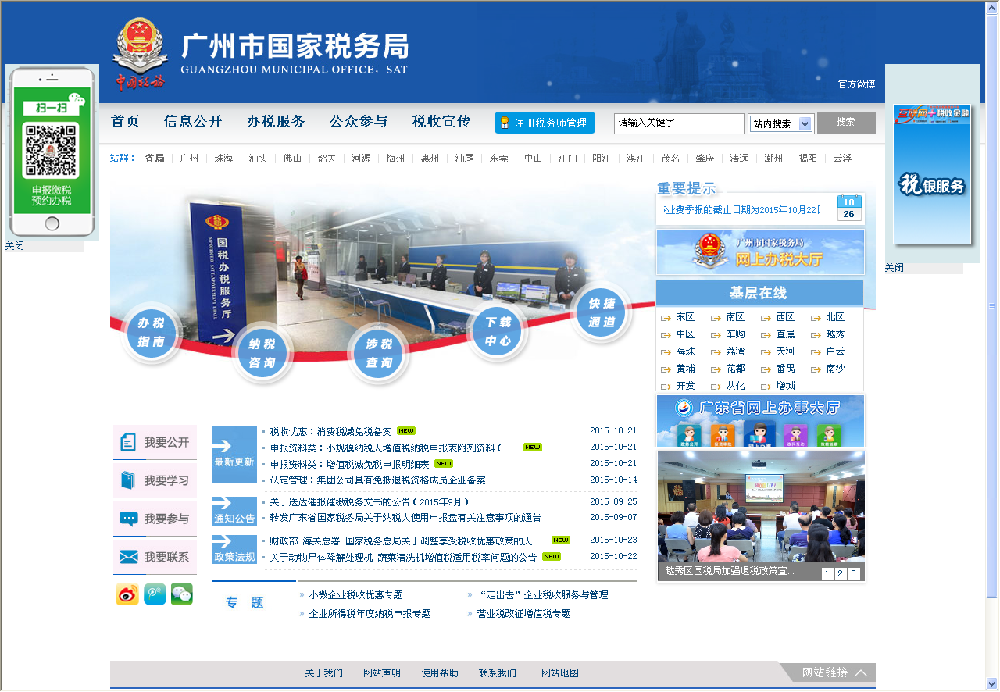 广州市国家税务局
GUANGZHOU MUNICIPAL OFFICE, SAT
中国税务
官方微博
扫一扫
申报缴税
预约办税
关闭
互联网+税收金融
税银服务
关闭
首页 信息公开 办税服务 公众参与 税收宣传 注册税务师管理 请输入关键字 站内搜索 搜索
站群： 省局 广州 珠海 汕头 佛山 韶关 河源 梅州 惠州 汕尾 东莞 中山 江门 阳江 湛江 茂名 肇庆 清远 潮州 揭阳 云浮
国税办税服务厅
办税指南
纳税咨询
涉税查询
下载中心
快捷通道
重要提示
业费季报的截止日期为2015年10月22日
10
26
广州市国家税务局
网上办税大厅
基层在线
东区 南区 西区 北区
中区 车购 直属 越秀
海珠 荔湾 天河 白云
黄埔 花都 番禺 南沙
开发 从化 增城
广东省网上办事大厅
越秀区国税局加强退税政策宣...
1 2 3
我要公开
我要学习
我要参与
我要联系
最新更新
税收优惠：消费税减免税备案 NEW 2015-10-21
申报资料类：小规模纳税人增值税纳税申报表附列资料（... NEW 2015-10-21
申报资料类：增值税减免税申报明细表 NEW 2015-10-21
认定管理：集团公司具有免抵退税资格成员企业备案 2015-10-14
通知公告
关于送达催报催缴税务文书的公告（2015年9月） 2015-09-25
转发广东省国家税务局关于纳税人使用申报盘有关注意事项的通告 2015-09-07
政策法规
财政部 海关总署 国家税务总局关于调整享受税收优惠政策的天... NEW 2015-10-23
关于动物尸体降解处理机 蔬菜清洗机增值税适用税率问题的公告 NEW 2015-10-22
专 题
» 小微企业税收优惠专题 » “走出去”企业税收服务与管理
» 企业所得税年度纳税申报专题 » 营业税改征增值税专题
关于我们 网站声明 使用帮助 联系我们 网站地图 网站链接